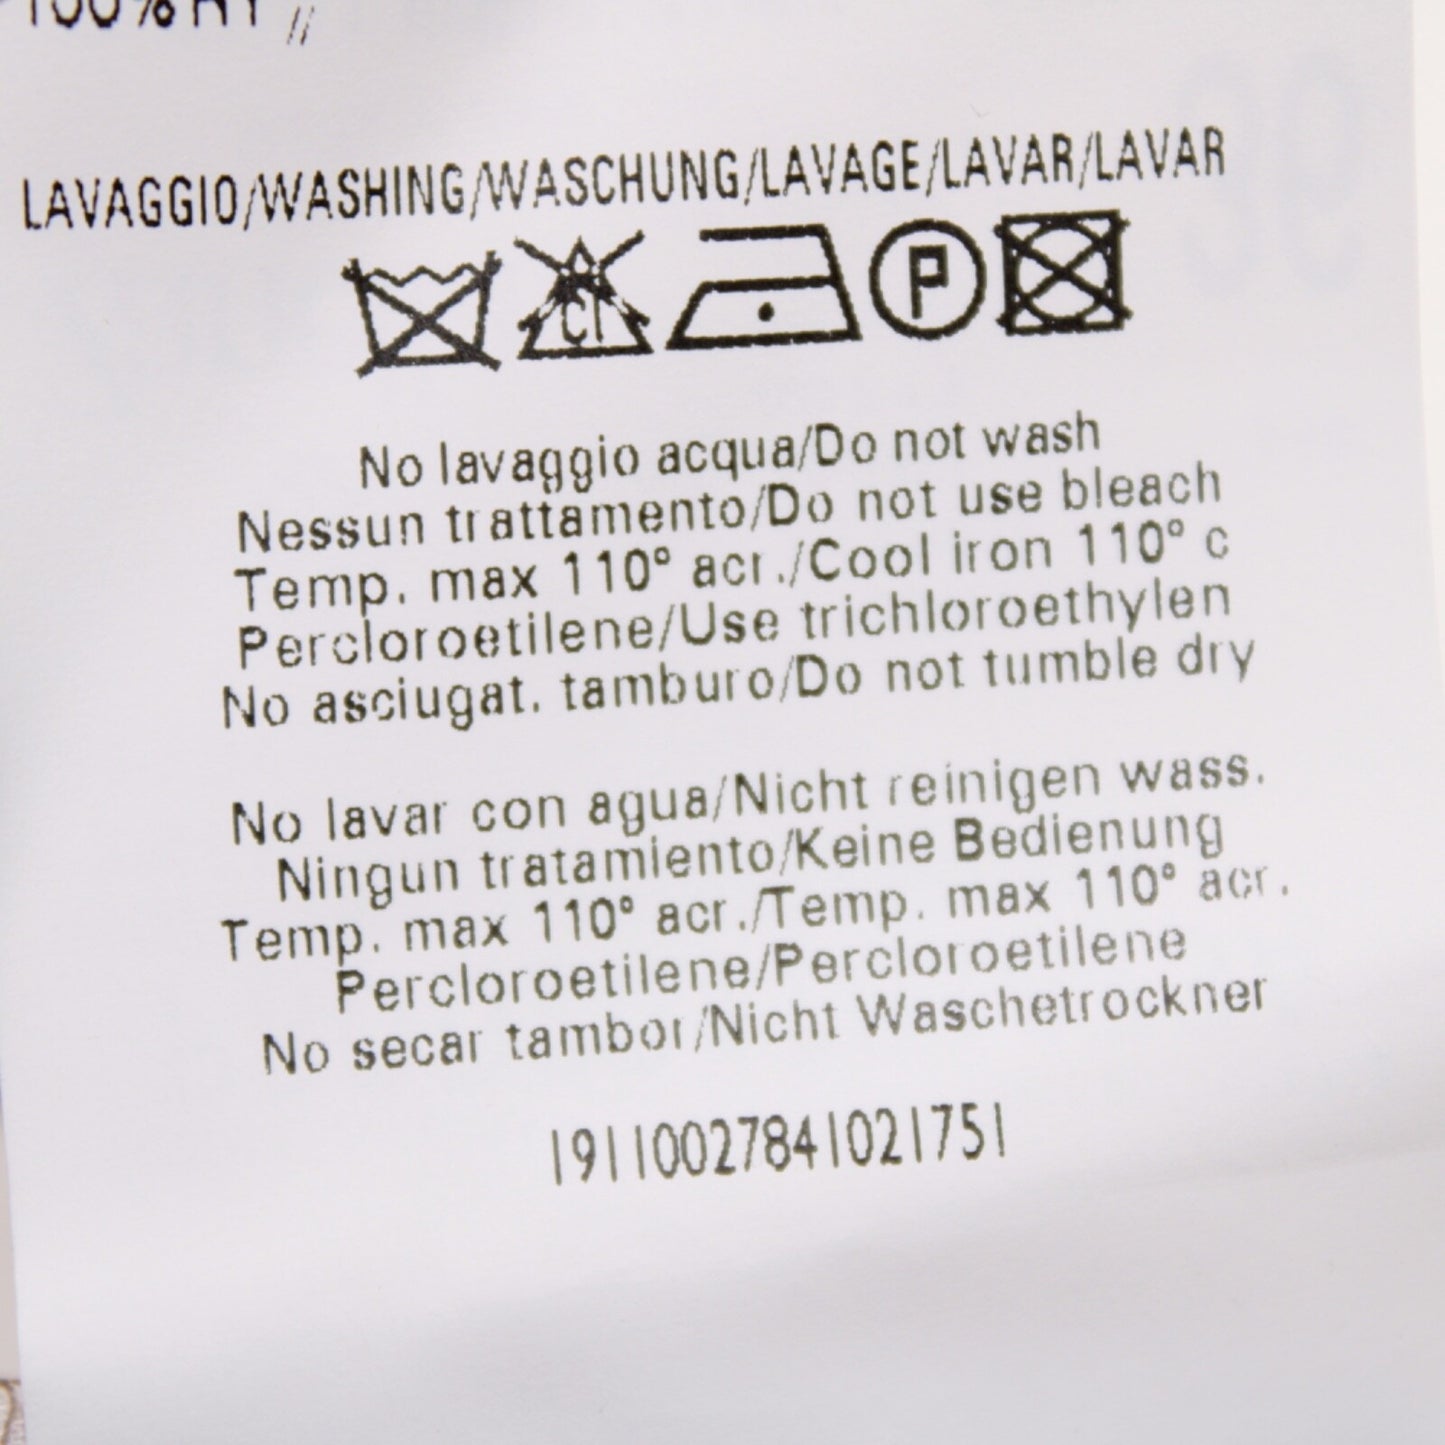 LAVAGGIO/WASHING/WASCHUNG/LAVAGE/LAVAR/LAVAR
CI
P
No lavaggio acqua/Do not wash
Nessun trattamento/Do not use bleach
Temp. max 110° acr./Cool iron 110° c
Percloroetilene/Use trichloroethylen
No asciugat. tamburo/Do not tumble dry
No lavar con agua/Nicht reinigen wass.
Ningun tratamiento/Keine Bedienung
Temp. max 110° acr./Temp. max 110° acr.
Percloroetilene/Percloroetilene
No secar tambor/Nicht Waschetrockner
19110027841021751